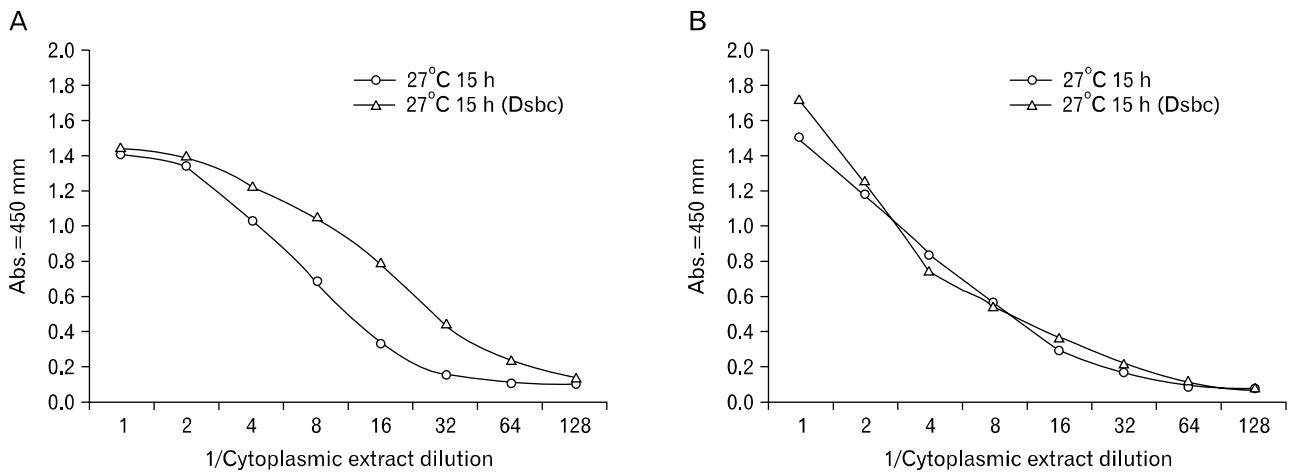 A
2.0
1.8
1.6
1.4
1.2
1.0
0.8
0.6
0.4
0.2
0.0
Abs.=450 mm
27°C 15 h
27°C 15 h (Dsbc)
1 2 4 8 16 32 64 128
1/Cytoplasmic extract dilution
B
2.0
1.8
1.6
1.4
1.2
1.0
0.8
0.6
0.4
0.2
0.0
Abs.=450 mm
27°C 15 h
27°C 15 h (Dsbc)
1 2 4 8 16 32 64 128
1/Cytoplasmic extract dilution